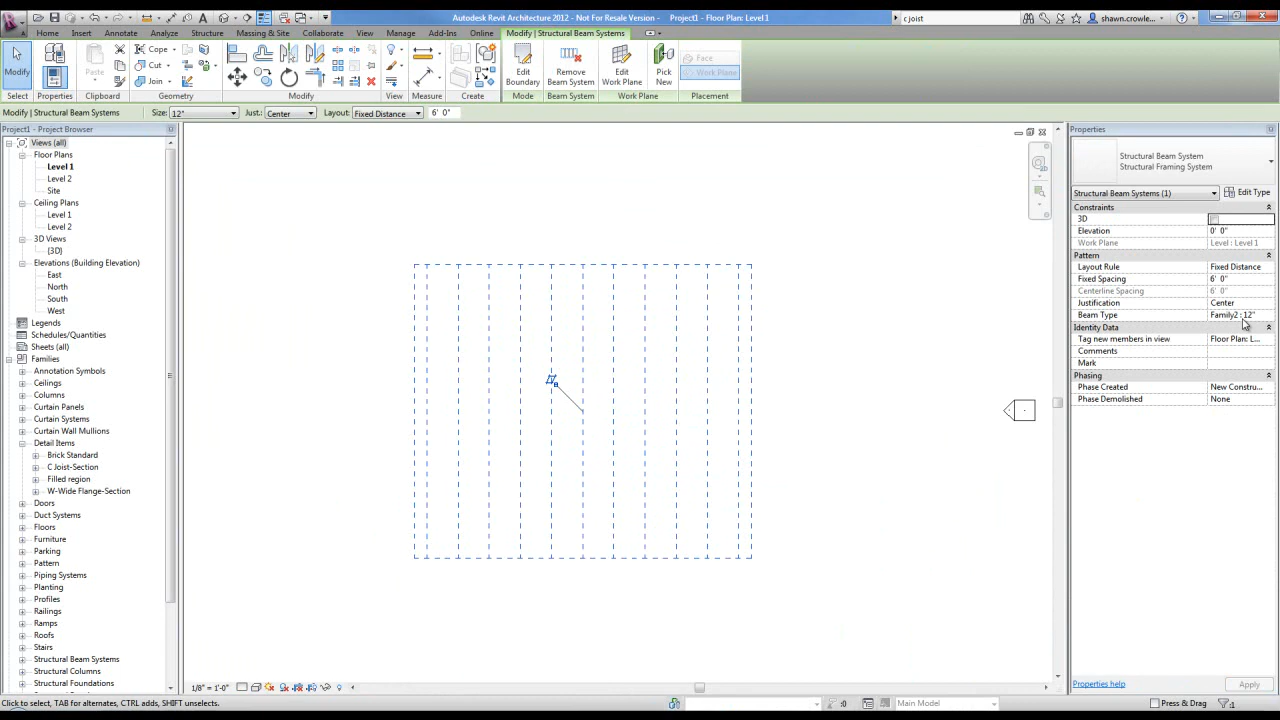 Autodesk Revit Architecture 2012 - Not For Resale Version - Project1 - Floor Plan: Level 1
c joist
shawn.crowle...
Home Insert Annotate Analyze Structure Massing & Site Collaborate View Manage Add-Ins Online Modify | Structural Beam Systems
Modify
Paste
Cope
Cut
Join
Edit Boundary
Remove Beam System
Edit Work Plane
Pick New
Face
Work Plane
Select Properties Clipboard Geometry Modify View Measure Create Mode Beam System Work Plane Placement
Modify | Structural Beam Systems Size: 12" Just.: Center Layout: Fixed Distance 6' 0"
Project1 - Project Browser
Views (all)
Floor Plans
Level 1
Level 2
Site
Ceiling Plans
Level 1
Level 2
3D Views
{3D}
Elevations (Building Elevation)
East
North
South
West
Legends
Schedules/Quantities
Sheets (all)
Families
Annotation Symbols
Ceilings
Columns
Curtain Panels
Curtain Systems
Curtain Wall Mullions
Detail Items
Brick Standard
C Joist-Section
Filled region
W-Wide Flange-Section
Doors
Duct Systems
Floors
Furniture
Parking
Pattern
Piping Systems
Planting
Profiles
Railings
Ramps
Roofs
Stairs
Structural Beam Systems
Structural Columns
Structural Foundations
Properties
Structural Beam System
Structural Framing System
Structural Beam Systems (1) Edit Type
Constraints
3D
Elevation 0' 0"
Work Plane Level : Level 1
Pattern
Layout Rule Fixed Distance
Fixed Spacing 6' 0"
Centerline Spacing 6' 0"
Justification Center
Beam Type Family2 : 12"
Identity Data
Tag new members in view Floor Plan: L...
Comments
Mark
Phasing
Phase Created New Constru...
Phase Demolished None
Properties help Apply
1/8" = 1'-0"
Click to select, TAB for alternates, CTRL adds, SHIFT unselects.
:0
Main Model
Press & Drag
:1